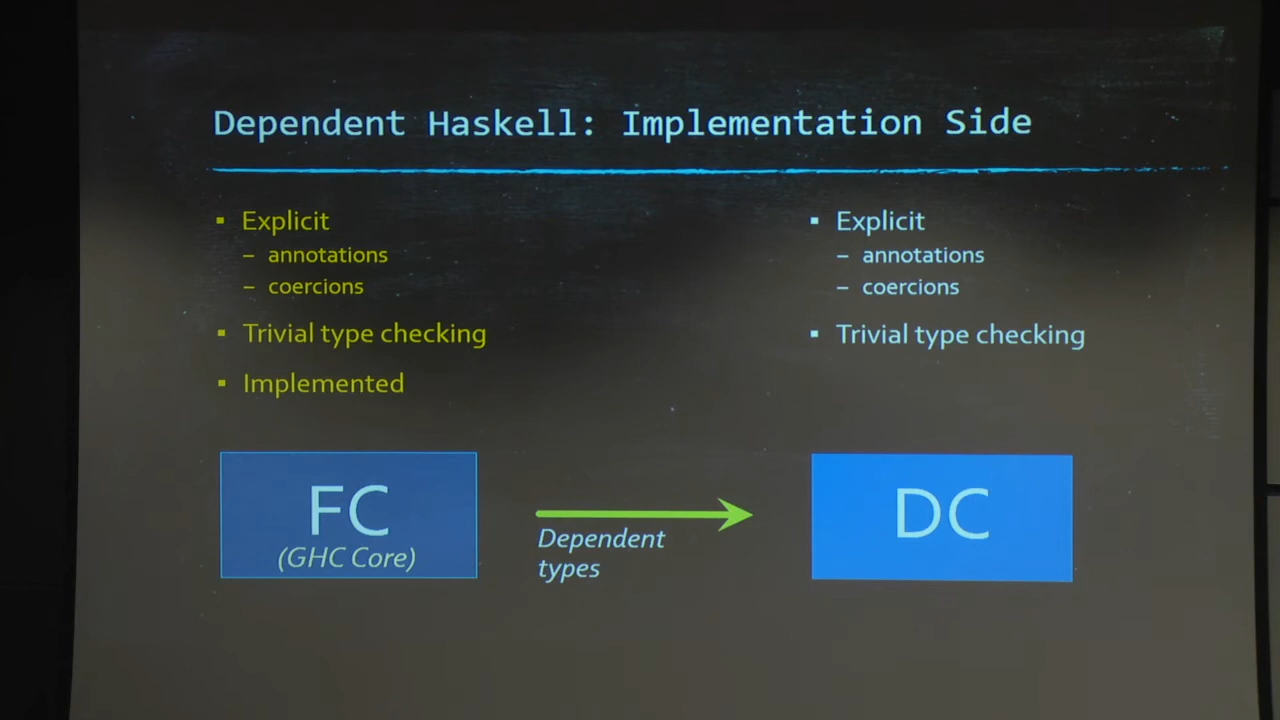 Dependent Haskell: Implementation Side
▪ Explicit
– annotations
– coercions
▪ Trivial type checking
▪ Implemented
FC
(GHC Core)
Dependent
types
▪ Explicit
– annotations
– coercions
▪ Trivial type checking
DC